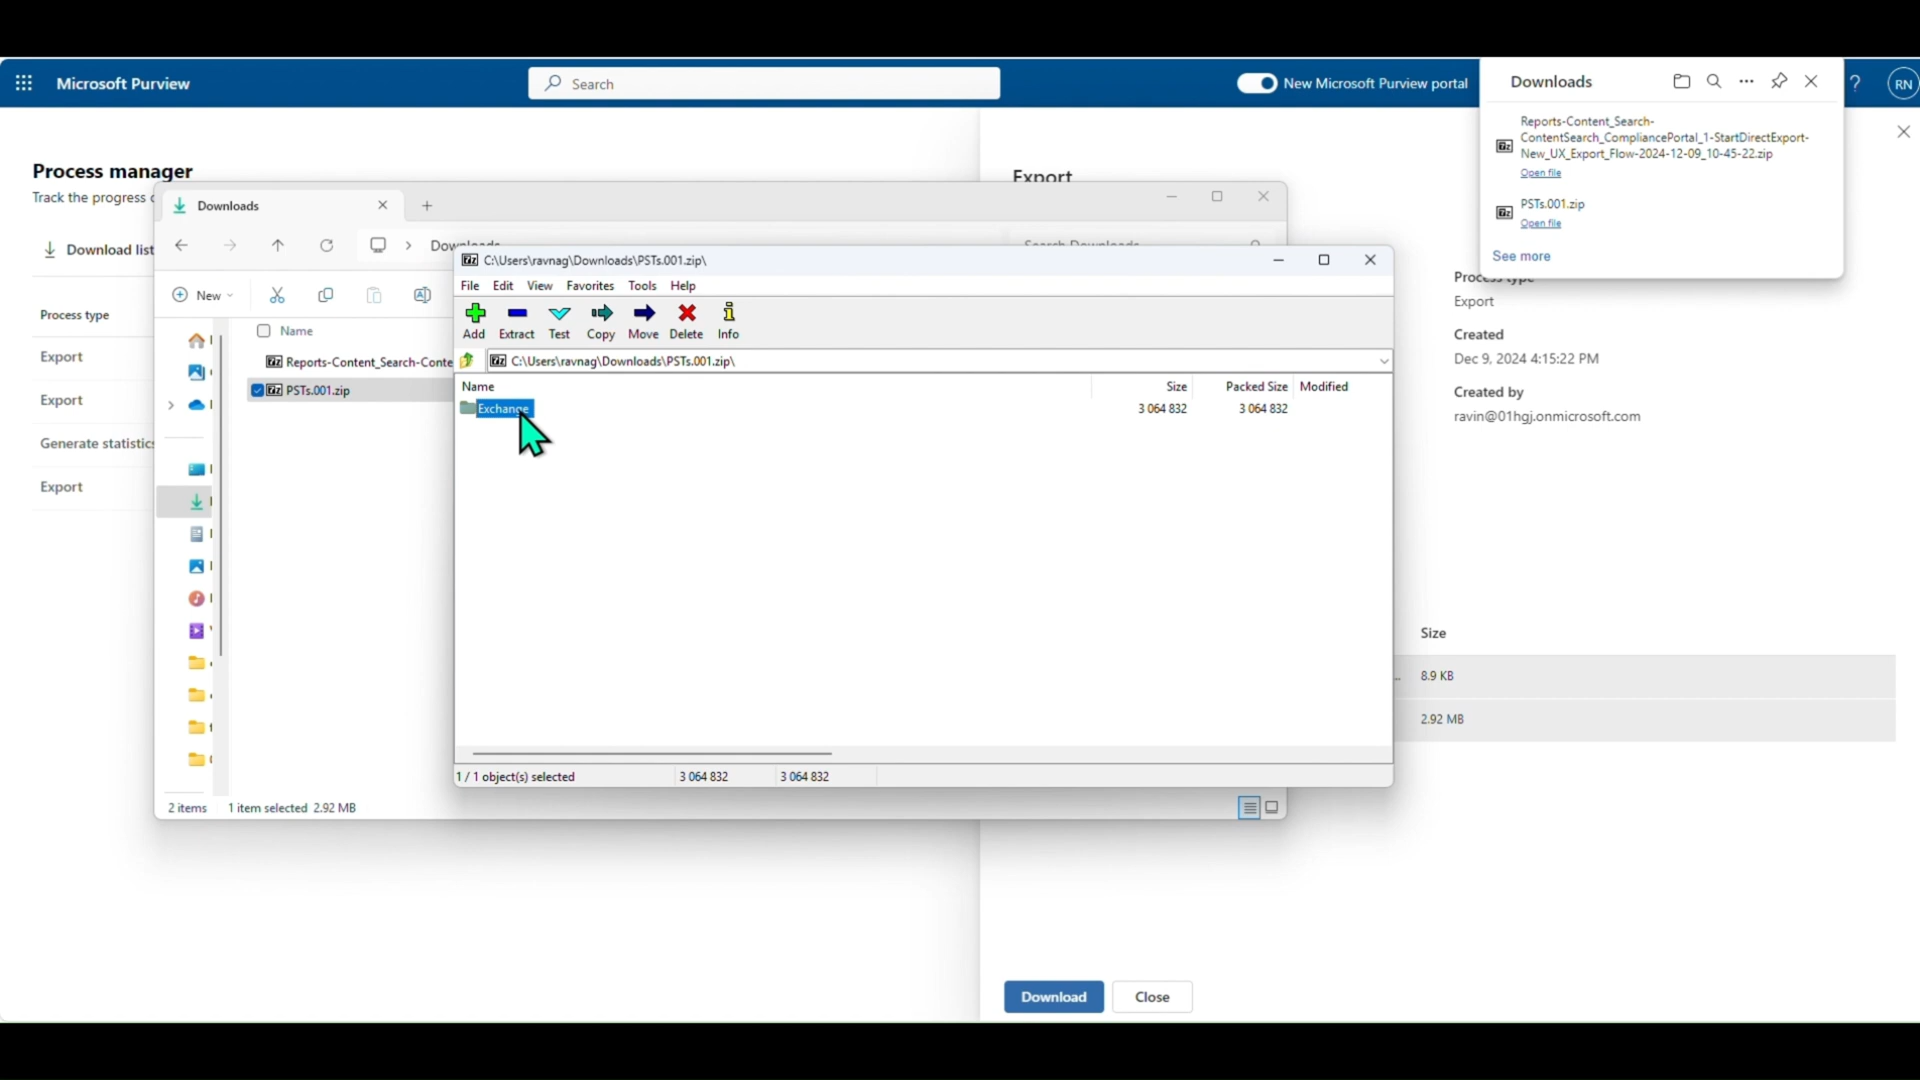 Microsoft Purview
Search
New Microsoft Purview portal
?
RN
Downloads
Reports-Content_Search-
ContentSearch_CompliancePortal_1-StartDirectExport-
New_UX_Export_Flow-2024-12-09_10-45-22.zip
Open file
PSTs.001.zip
Open file
See more
Process manager
Track the progress
Download list
Process type
Export
Export
Generate statistics
Export
Downloads
New
Name
Reports-Content_Search-Conte
PSTs.001.zip
2 items
1 item selected 2.92 MB
C:\Users\ravnag\Downloads\PSTs.001.zip\
File Edit View Favorites Tools Help
Add Extract Test Copy Move Delete Info
C:\Users\ravnag\Downloads\PSTs.001.zip\
Name Size Packed Size Modified
Exchange 3 064 832 3 064 832
1 / 1 object(s) selected 3 064 832 3 064 832
Export
Process type
Export
Created
Dec 9, 2024 4:15:22 PM
Created by
ravin@01hgj.onmicrosoft.com
Size
8.9 KB
2.92 MB
Download
Close